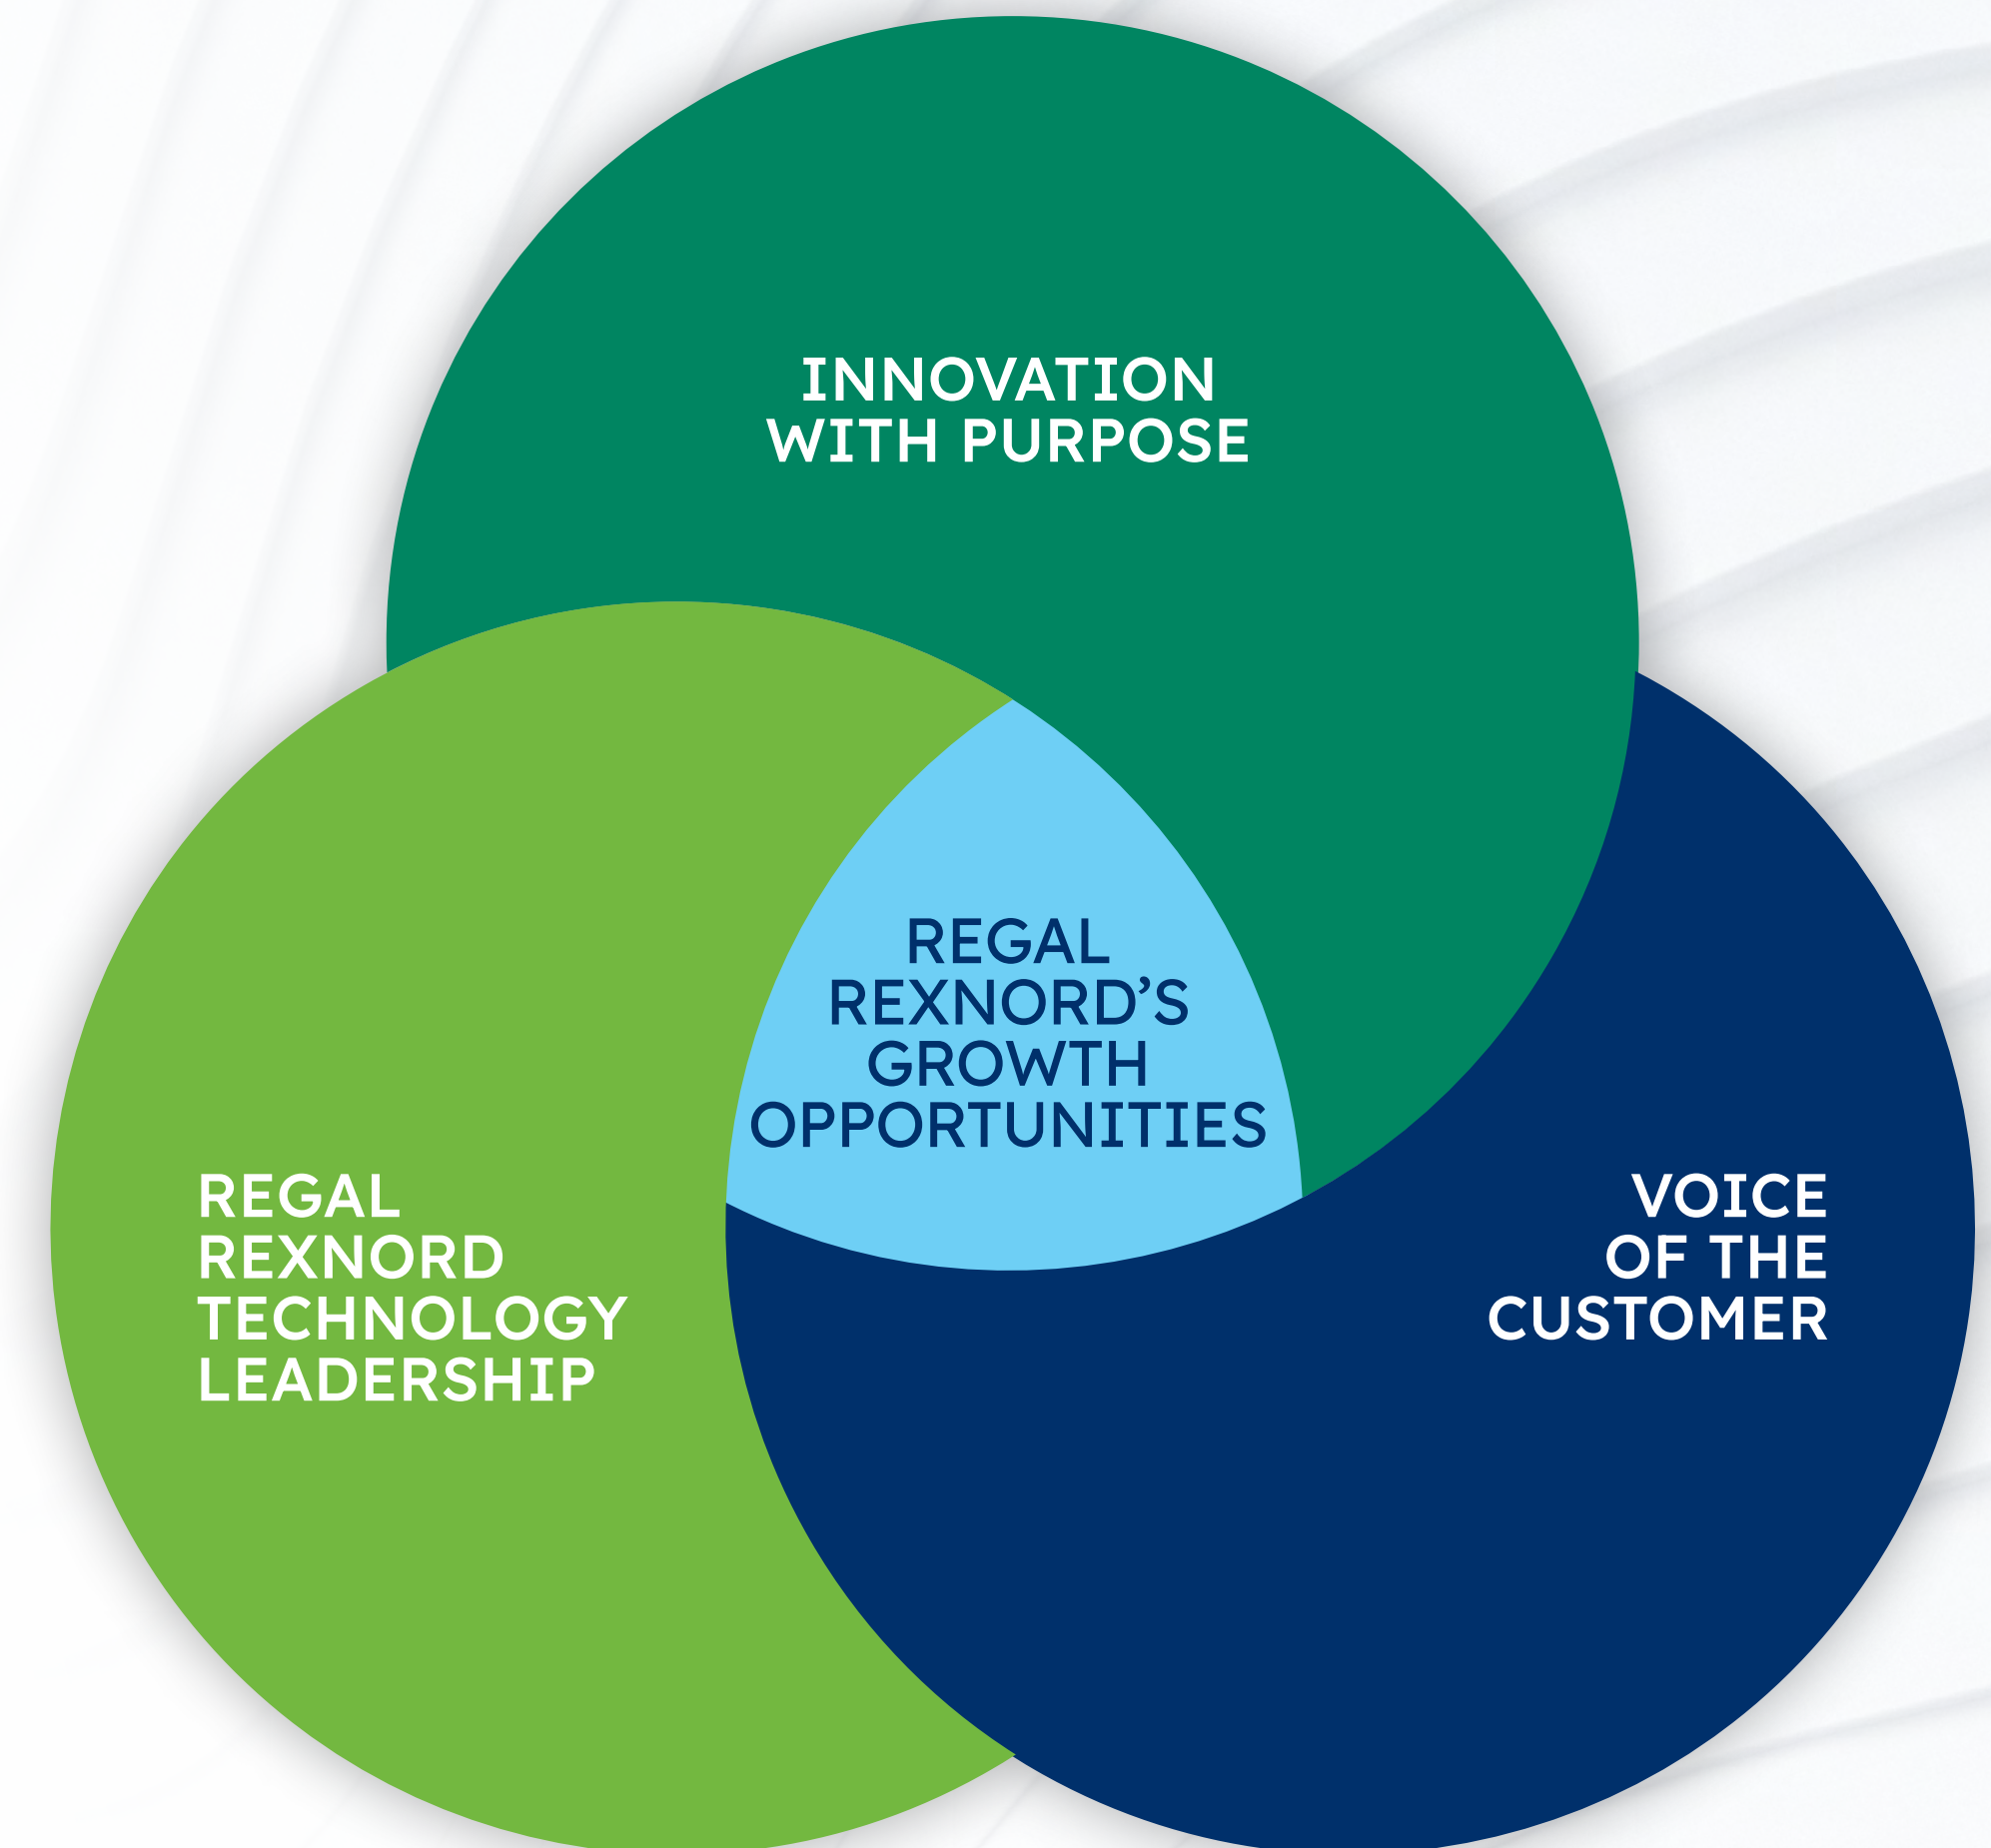 INNOVATION
WITH PURPOSE
REGAL
REXNORD’S
GROWTH
OPPORTUNITIES
REGAL
REXNORD
TECHNOLOGY
LEADERSHIP
VOICE
OF THE
CUSTOMER